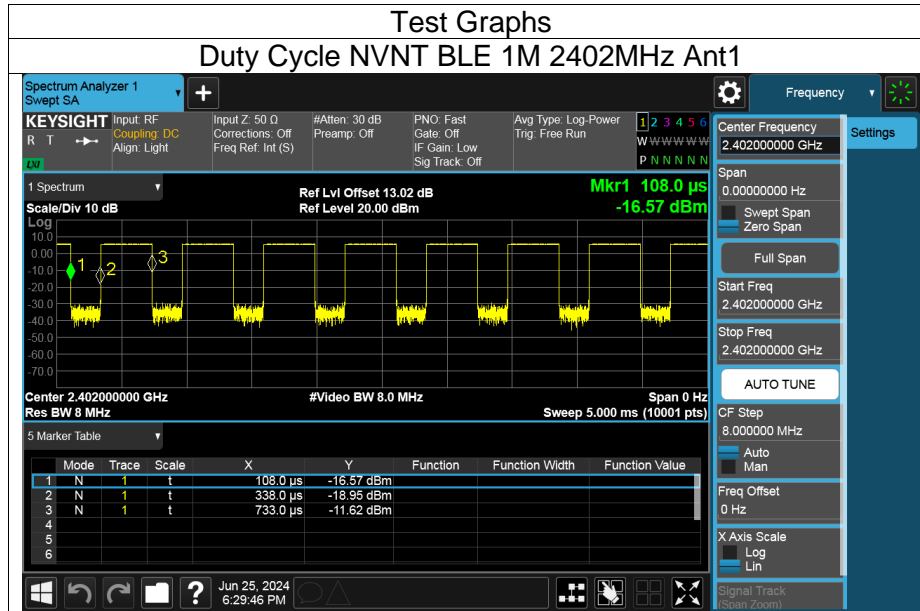 Test Graphs
Duty Cycle NVNT BLE 1M 2402MHz Ant1
Spectrum Analyzer 1
Swept SA
+
Frequency
KEYSIGHT
R T
LXI
Input: RF
Coupling: DC
Align: Light
Input Z: 50 Ω
Corrections: Off
Freq Ref: Int (S)
#Atten: 30 dB
Preamp: Off
PNO: Fast
Gate: Off
IF Gain: Low
Sig Track: Off
Avg Type: Log-Power
Trig: Free Run
1 2 3 4 5 6
W W W W W W
P N N N N N
1 Spectrum
Scale/Div 10 dB
Ref Lvl Offset 13.02 dB
Ref Level 20.00 dBm
Mkr1 108.0 µs
-16.57 dBm
Log
10.0
0.00
-10.0
-20.0
-30.0
-40.0
-50.0
-60.0
-70.0
1
2
3
Center 2.402000000 GHz
Res BW 8 MHz
#Video BW 8.0 MHz
Span 0 Hz
Sweep 5.000 ms (10001 pts)
5 Marker Table
Mode Trace Scale X Y Function Function Width Function Value
1 N 1 t 108.0 µs -16.57 dBm
2 N 1 t 338.0 µs -18.95 dBm
3 N 1 t 733.0 µs -11.62 dBm
4
5
6
?
Jun 25, 2024
6:29:46 PM
Center Frequency
2.402000000 GHz
Settings
Span
0.00000000 Hz
Swept Span
Zero Span
Full Span
Start Freq
2.402000000 GHz
Stop Freq
2.402000000 GHz
AUTO TUNE
CF Step
8.000000 MHz
Auto
Man
Freq Offset
0 Hz
X Axis Scale
Log
Lin
Signal Track
(Span Zoom)